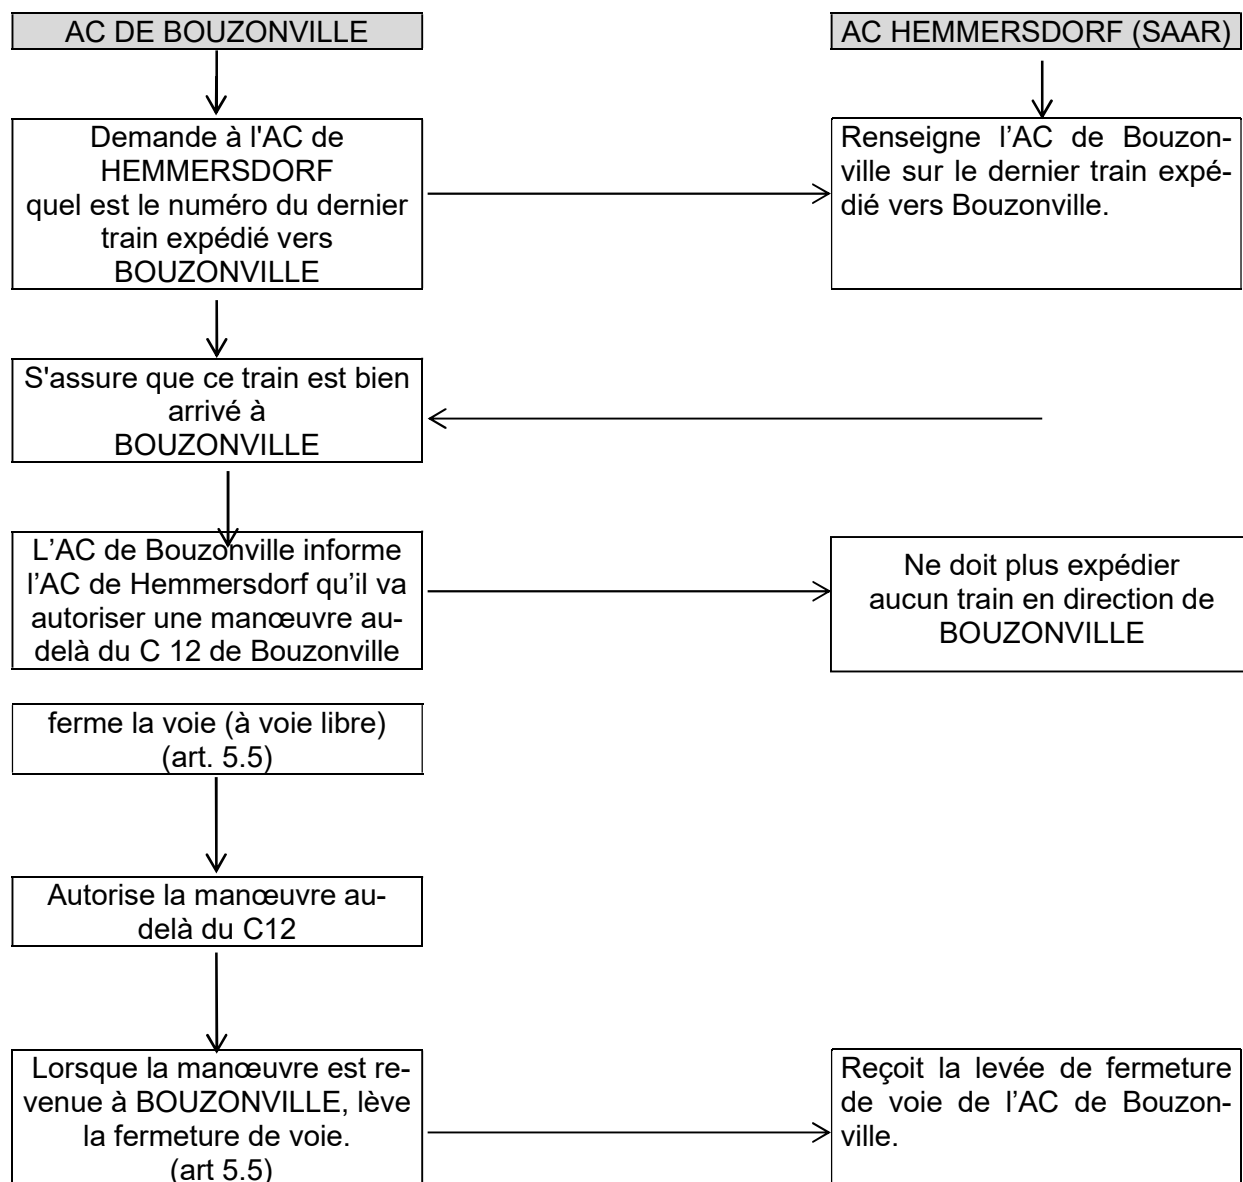 AC DE BOUZONVILLE
AC HEMMERSDORF (SAAR)
Demande à l'AC de
HEMMERSDORF
quel est le numéro du dernier
train expédié vers
BOUZONVILLE
Renseigne l’AC de Bouzon-
ville sur le dernier train expé-
dié vers Bouzonville.
S'assure que ce train est bien
arrivé à
BOUZONVILLE
L’AC de Bouzonville informe
l’AC de Hemmersdorf qu’il va
autoriser une manœuvre au-
delà du C 12 de Bouzonville
Ne doit plus expédier
aucun train en direction de
BOUZONVILLE
ferme la voie (à voie libre)
(art. 5.5)
Autorise la manœuvre au-
delà du C12
Lorsque la manœuvre est re-
venue à BOUZONVILLE, lève
la fermeture de voie.
(art 5.5)
Reçoit la levée de fermeture
de voie de l’AC de Bouzon-
ville.